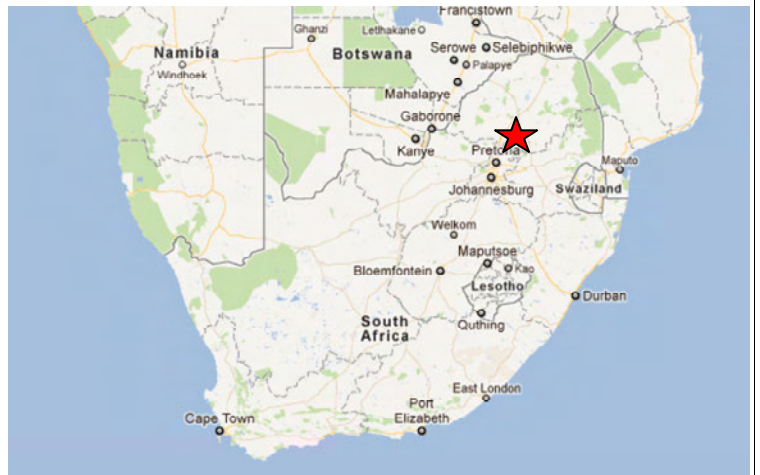 Francistown
Ghanzi
Letlhakane
Namibia
Botswana
Serowe
Selebiphikwe
Windhoek
Palapye
Mahalapye
Gaborone
Kanye
Pretoria
Maputo
Johannesburg
Swaziland
Welkom
Maputsoe
Bloemfontein
Kao
Lesotho
Durban
South
Africa
Quthing
East London
Port
Elizabeth
Cape Town